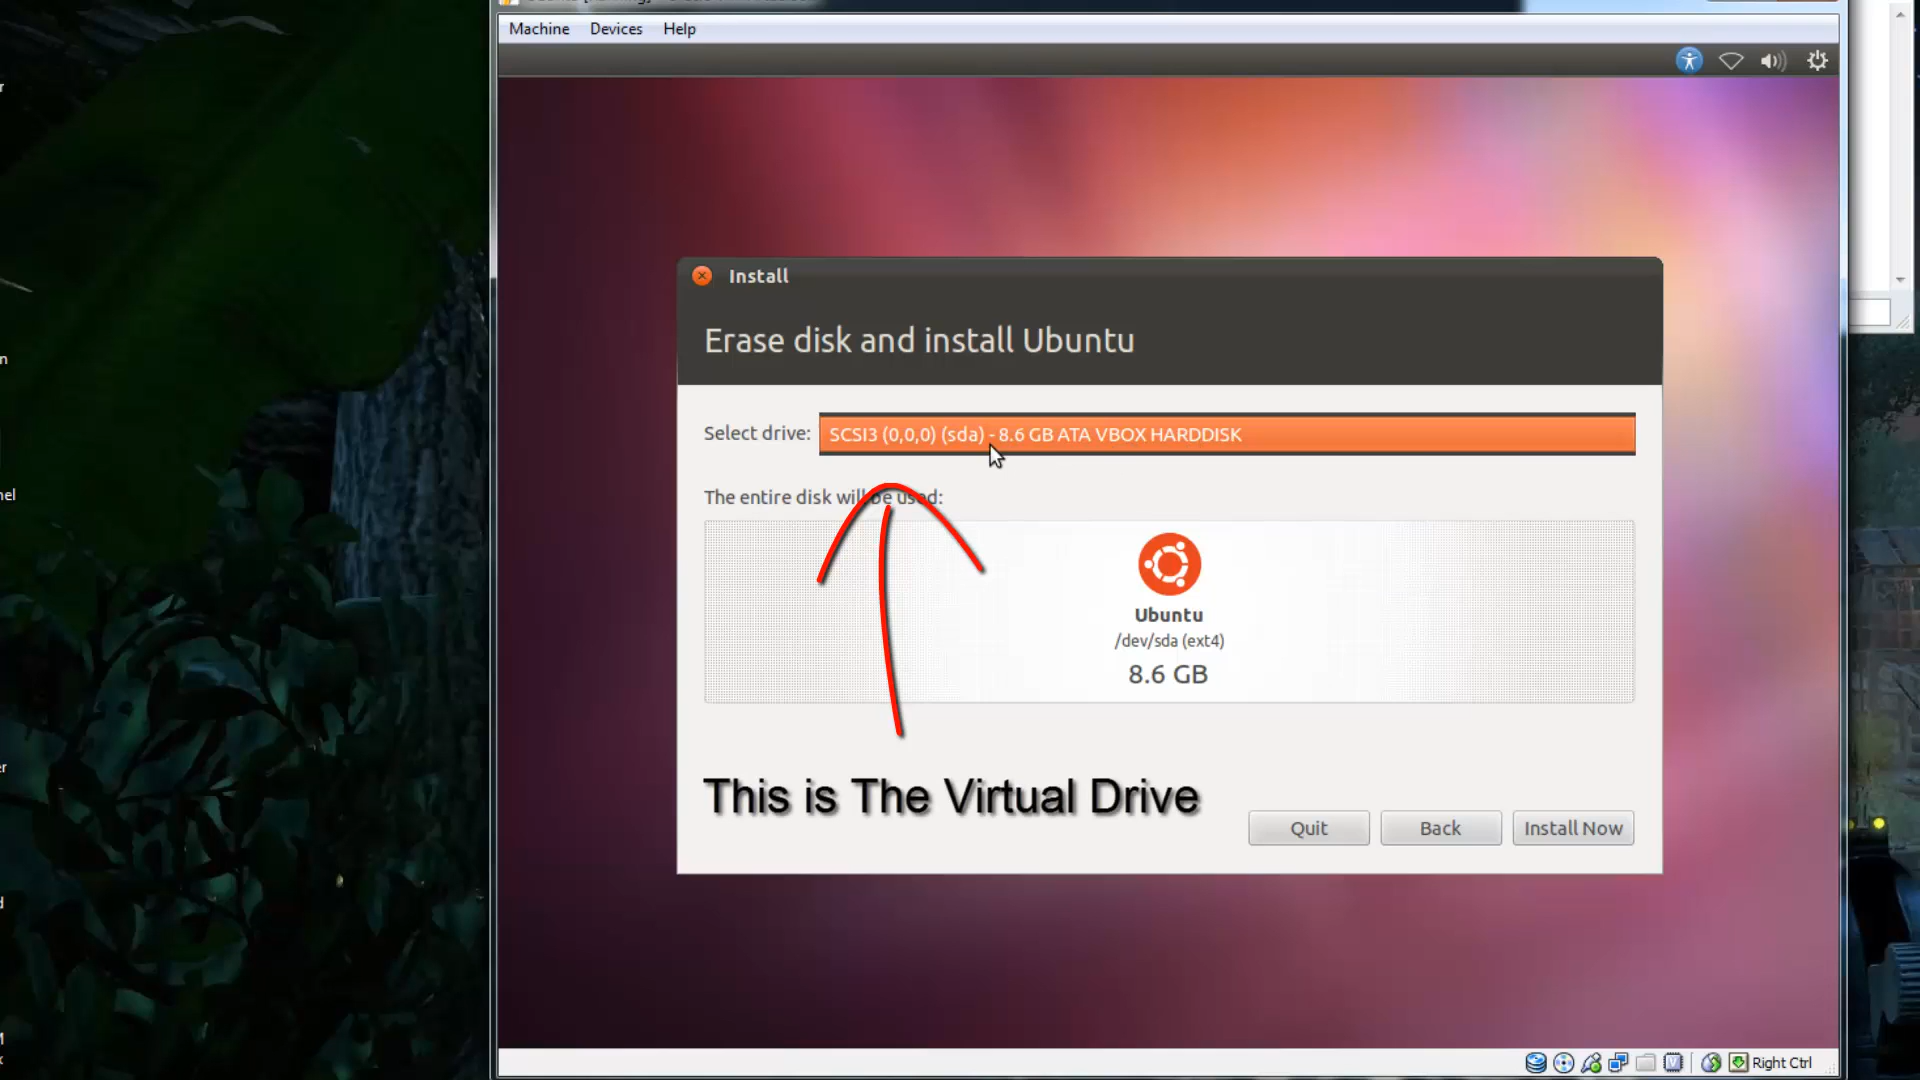 Machine Devices Help
Install
Erase disk and install Ubuntu
Select drive: SCSI3 (0,0,0) (sda) - 8.6 GB ATA VBOX HARDDISK
The entire disk will be used:
Ubuntu
/dev/sda (ext4)
8.6 GB
This is The Virtual Drive
Quit Back Install Now
Right Ctrl